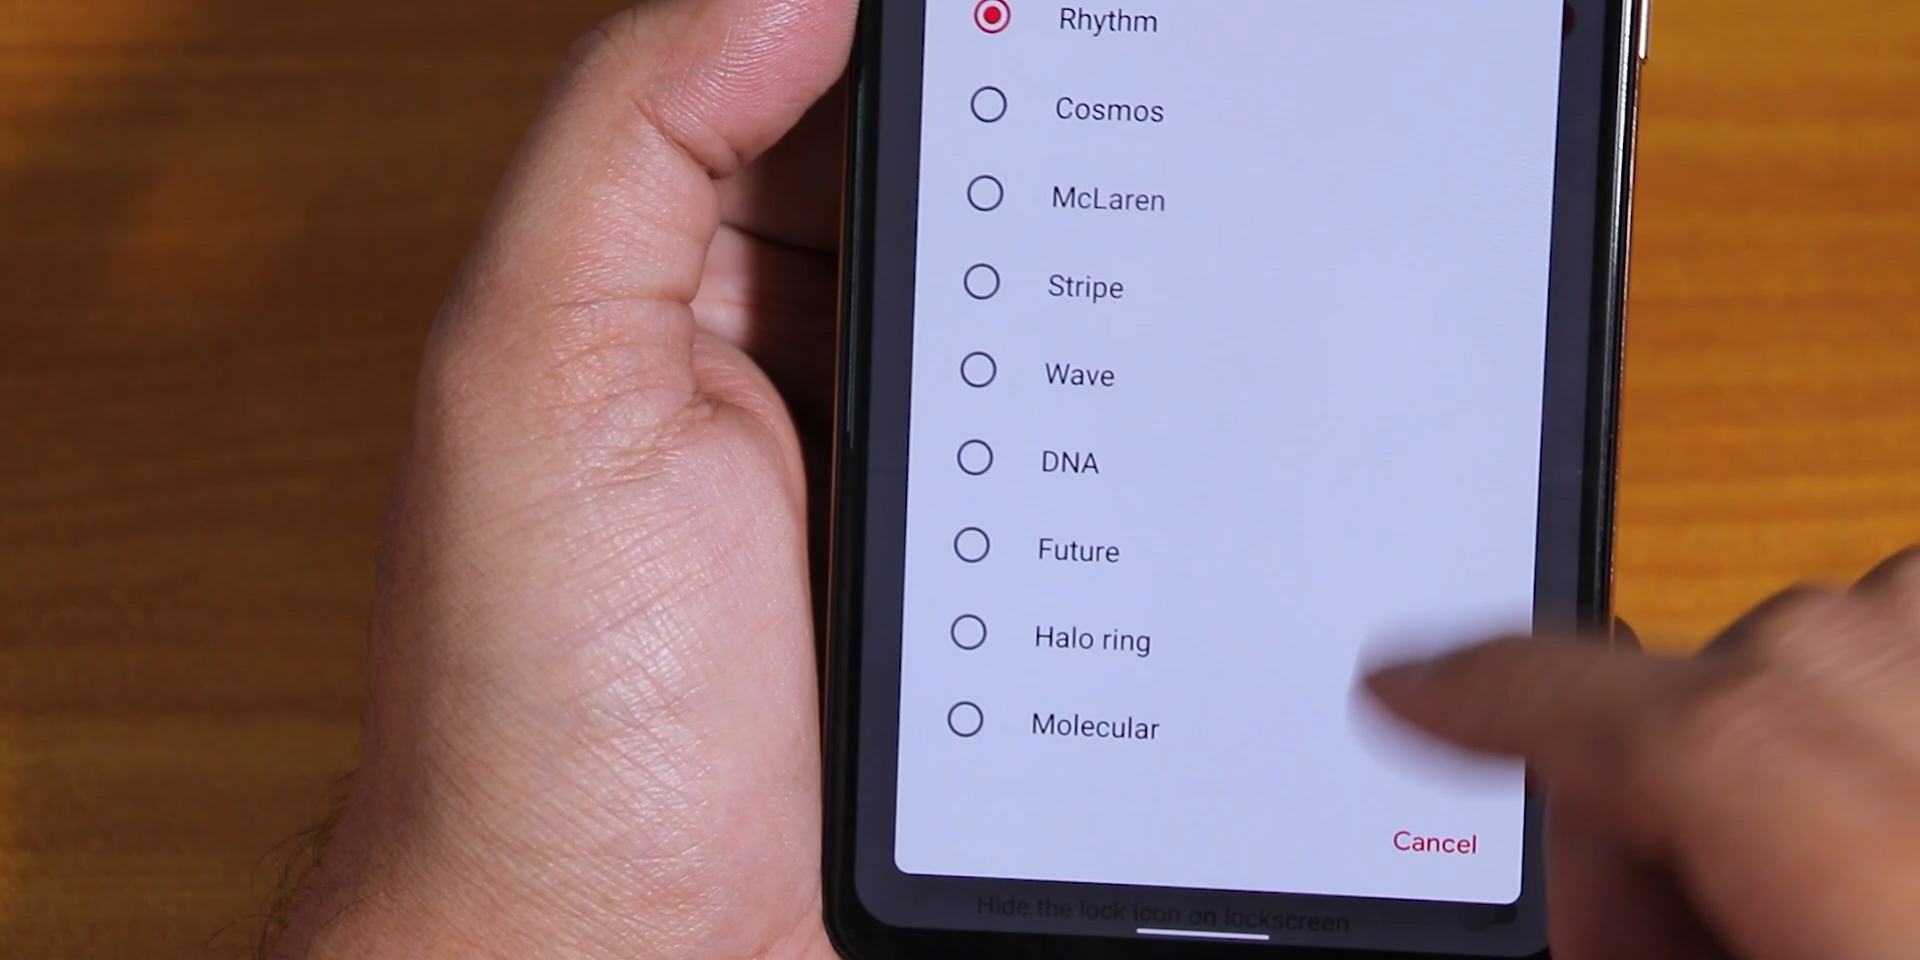 Rhythm
Cosmos
McLaren
Stripe
Wave
DNA
Future
Halo ring
Molecular
Cancel
Hide the lock icon on lockscreen